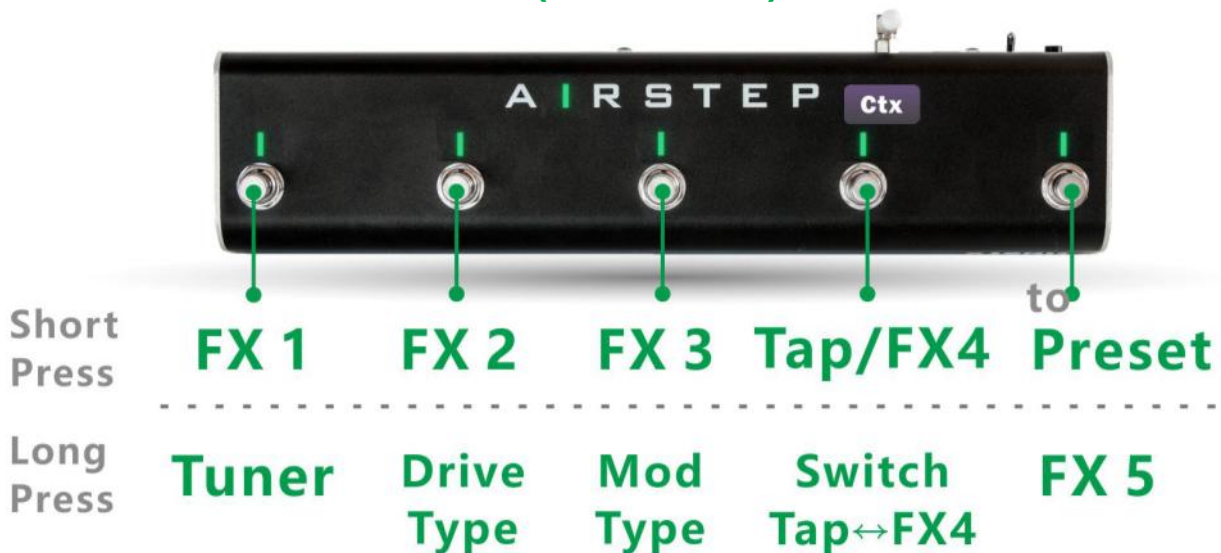 AIRSTEP Ctx
to
Short Press
FX 1 FX 2 FX 3 Tap/FX4 Preset
Long Press
Tuner Drive Type Mod Type Switch Tap↔FX4 FX 5